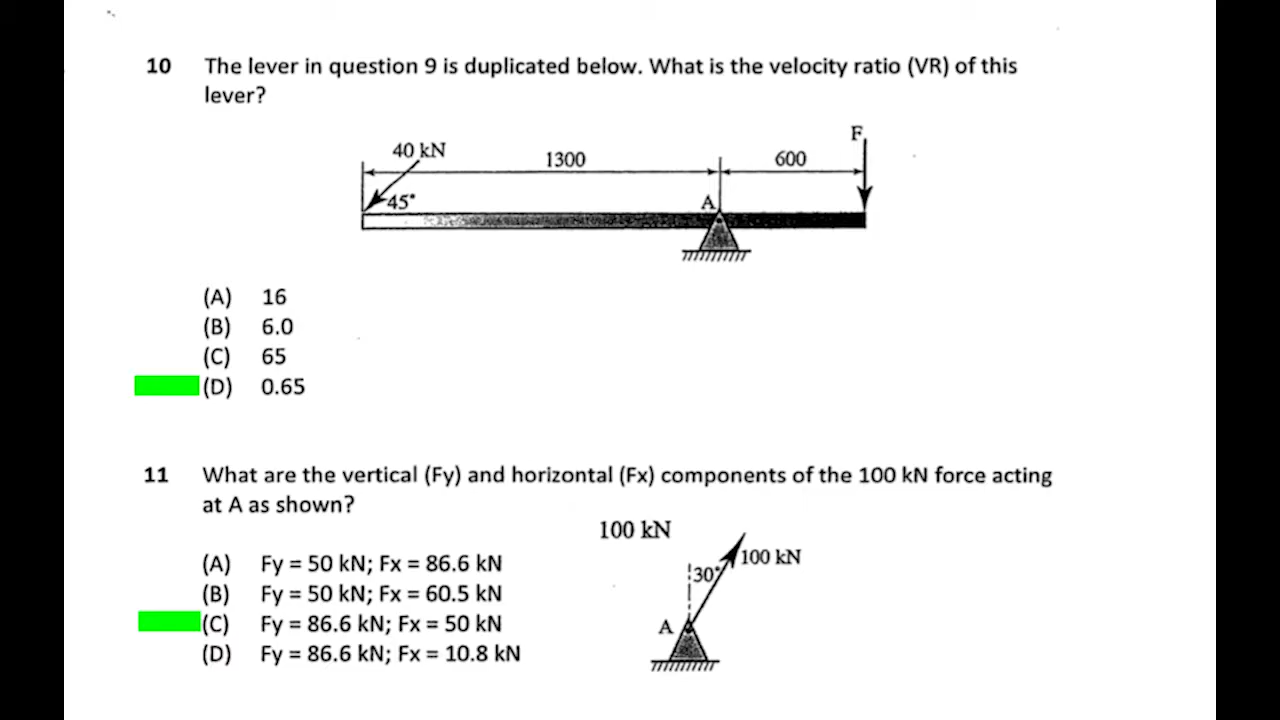 10 The lever in question 9 is duplicated below. What is the velocity ratio (VR) of this
lever?
F
40 kN
1300
600
45°
A
(A) 16
(B) 6.0
(C) 65
(D) 0.65
11 What are the vertical (Fy) and horizontal (Fx) components of the 100 kN force acting
at A as shown?
100 kN
100 kN
30°
A
(A) Fy = 50 kN; Fx = 86.6 kN
(B) Fy = 50 kN; Fx = 60.5 kN
(C) Fy = 86.6 kN; Fx = 50 kN
(D) Fy = 86.6 kN; Fx = 10.8 kN